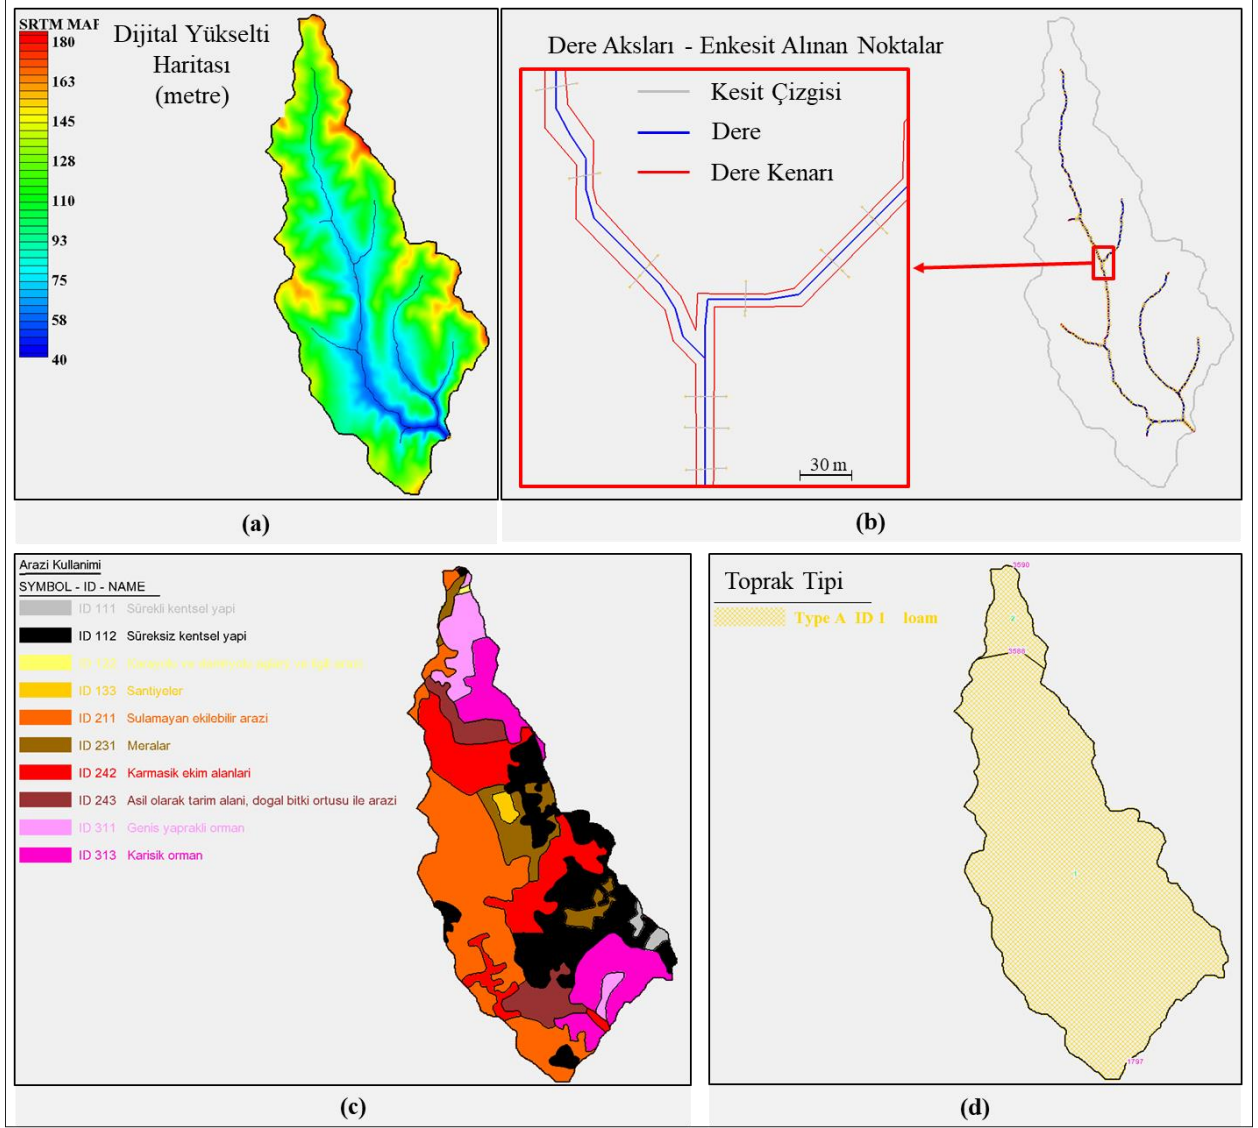 SRTM MAP
180
163
145
128
110
93
75
58
40
Dijital Yükselti
Haritası
(metre)
(a)
Dere Aksları - Enkesit Alınan Noktalar
Kesit Çizgisi
Dere
Dere Kenarı
30 m
(b)
Arazi Kullanimi
SYMBOL - ID - NAME
ID 111 Sürekli kentsel yapi
ID 112 Süreksiz kentsel yapi
ID 133 Santiyeler
ID 211 Sulamayan ekilebilir arazi
ID 231 Meralar
ID 242 Karmasik ekim alanlari
ID 243 Asil olarak tarim alani, dogal bitki ortusu ile arazi
ID 311 Genis yaprakli orman
ID 313 Karisik orman
(c)
Toprak Tipi
Type A ID 1 loam
3590
2
3588
1
1797
(d)